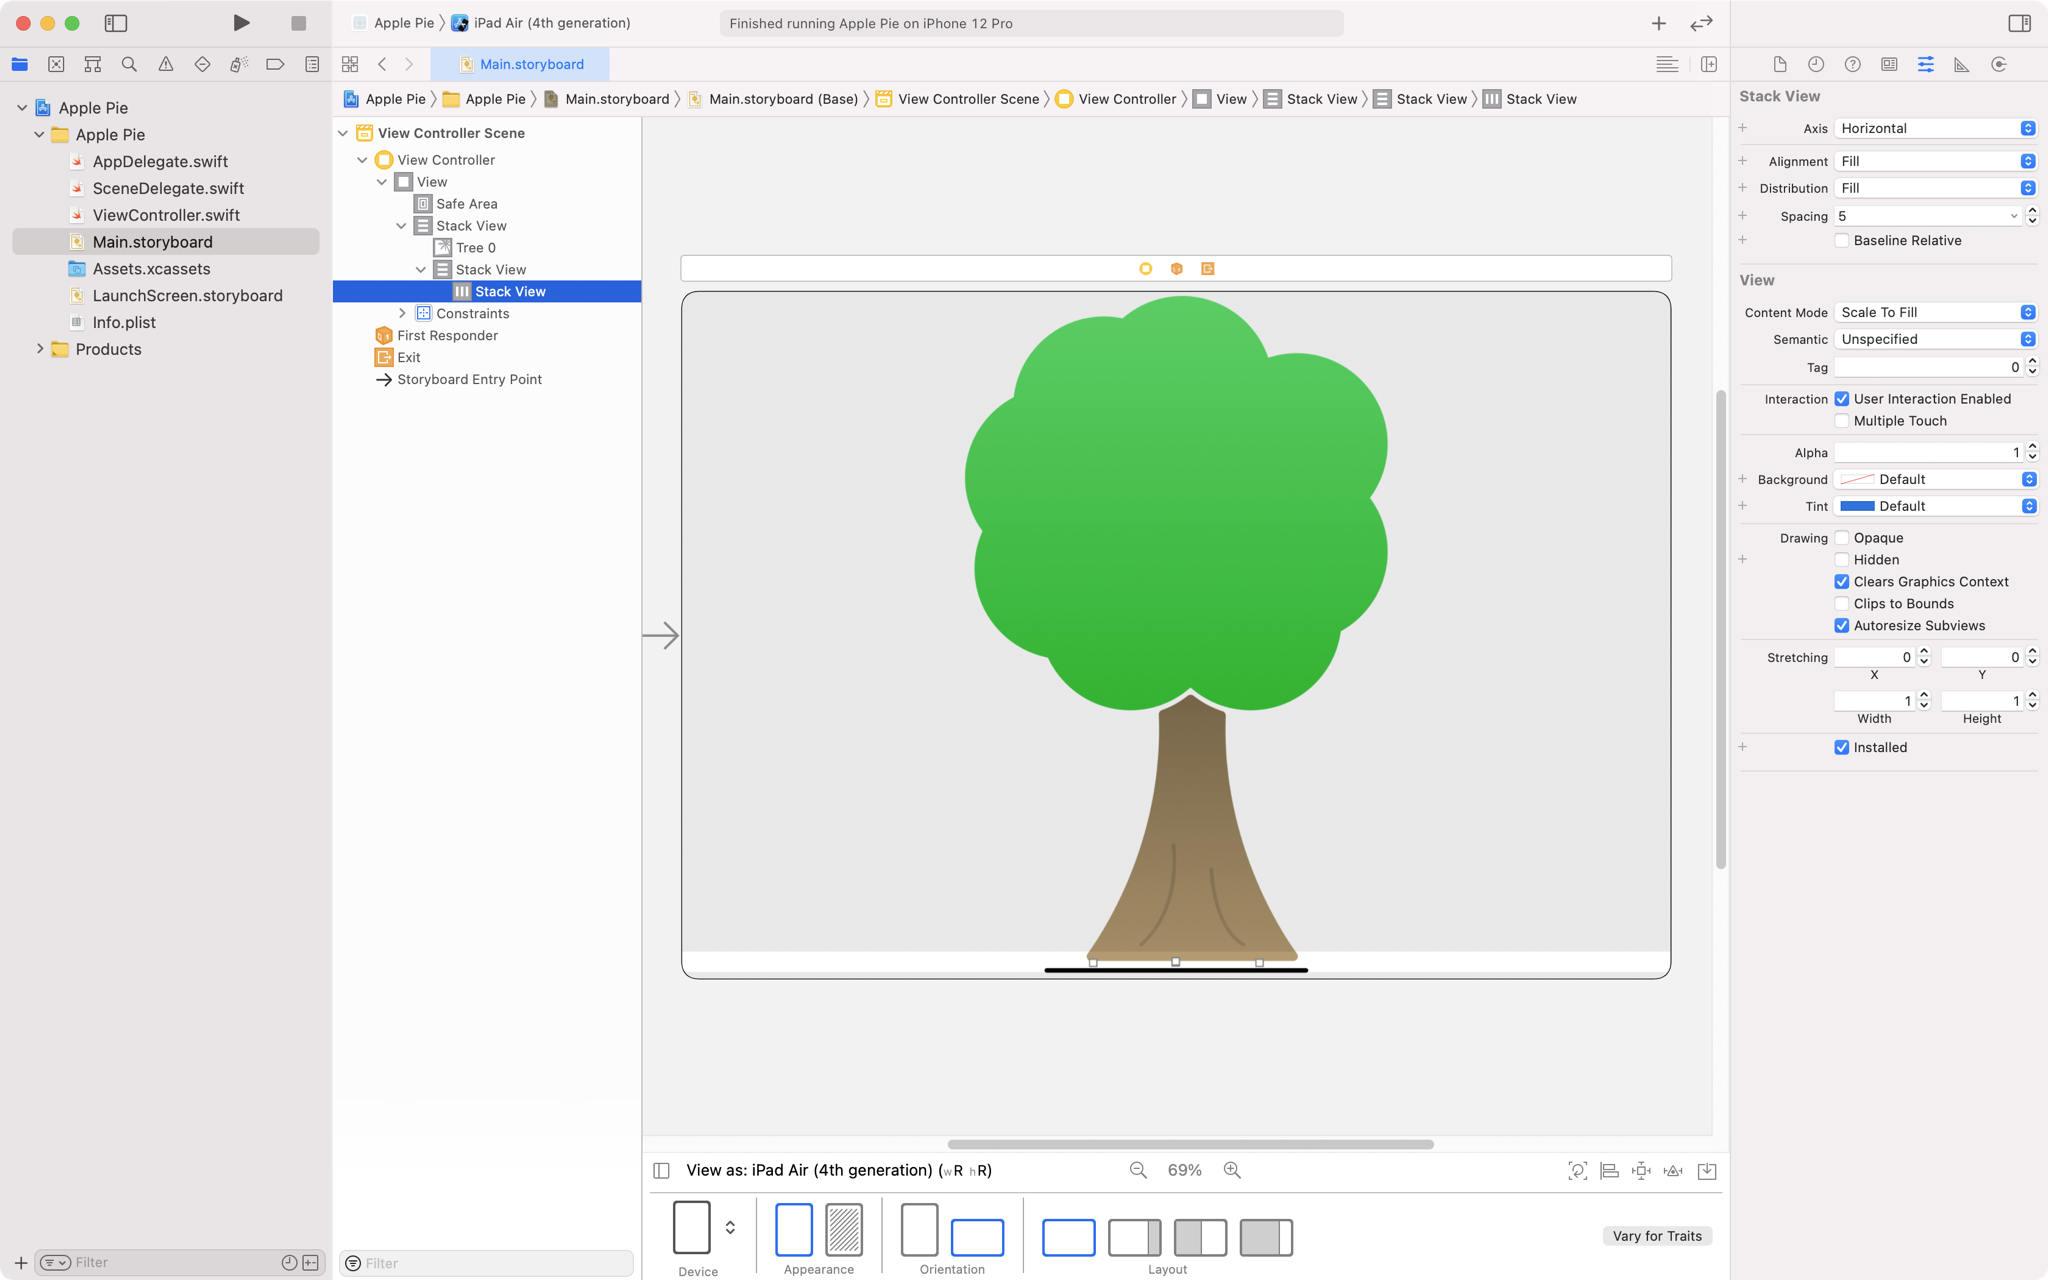 Apple Pie
iPad Air (4th generation)
Finished running Apple Pie on iPhone 12 Pro
Main.storyboard
Apple Pie
Apple Pie
AppDelegate.swift
SceneDelegate.swift
ViewController.swift
Main.storyboard
Assets.xcassets
LaunchScreen.storyboard
Info.plist
Products
Filter
Apple Pie
Apple Pie
Main.storyboard
Main.storyboard (Base)
View Controller Scene
View Controller
View
Stack View
Stack View
Stack View
View Controller Scene
View Controller
View
Safe Area
Stack View
Tree 0
Stack View
Stack View
Constraints
First Responder
Exit
Storyboard Entry Point
Filter
View as: iPad Air (4th generation) (wR hR)
69%
Device
Appearance
Orientation
Layout
Vary for Traits
Stack View
Axis Horizontal
Alignment Fill
Distribution Fill
Spacing 5
Baseline Relative
View
Content Mode Scale To Fill
Semantic Unspecified
Tag 0
Interaction User Interaction Enabled
Multiple Touch
Alpha 1
Background Default
Tint Default
Drawing Opaque
Hidden
Clears Graphics Context
Clips to Bounds
Autoresize Subviews
Stretching 0 0
X Y
1 1
Width Height
Installed